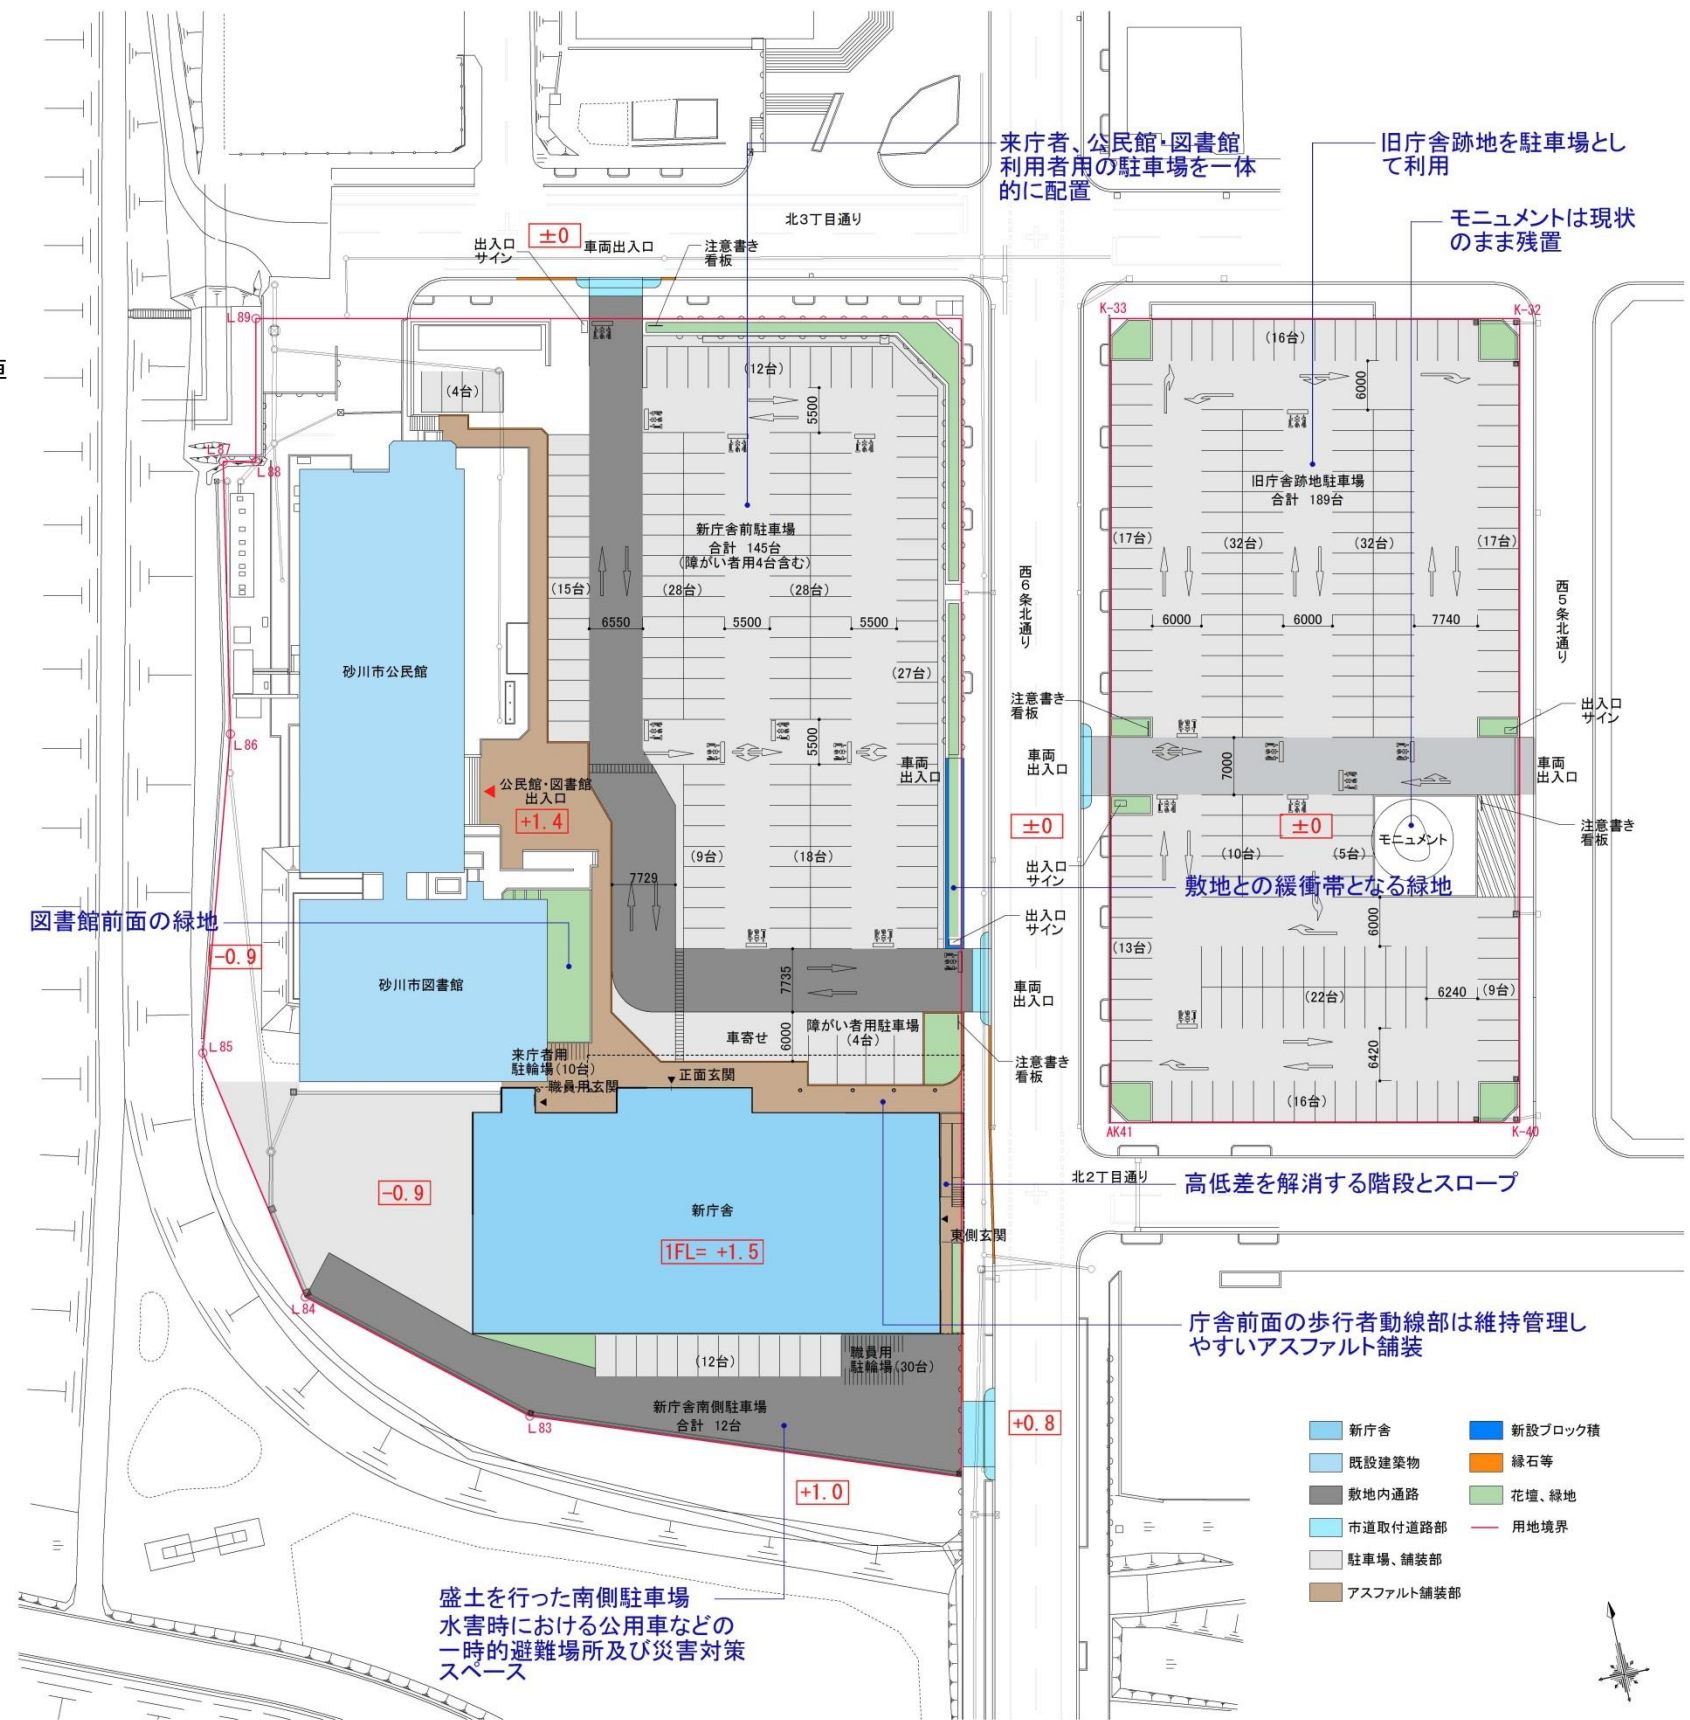 来庁者、公民館・図書館
利用者用の駐車場を一体
的に配置
旧庁舎跡地を駐車場とし
て利用
モニュメントは現状
のまま残置
北3丁目通り
±0
出入口
サイン
車両出入口
注意書き
看板
L89
K-33
K-32
(4台)
(12台)
5500
(16台)
6000
L87
L88
新庁舎前駐車場
合計 145台
(障がい者用4台含む)
旧庁舎跡地駐車場
合計 189台
(17台)
(32台)
(32台)
(17台)
(15台)
(28台)
(28台)
6550
5500
5500
西6条北通り
6000
6000
7740
西5条北通り
砂川市公民館
(27台)
注意書き
看板
出入口
サイン
L86
5500
車両
出入口
車両
出入口
7000
車両
出入口
公民館・図書館
出入口
+1.4
±0
±0
モニュメント
注意書き
看板
(9台)
(18台)
(10台)
(5台)
7729
出入口
サイン
敷地との緩衝帯となる緑地
図書館前面の緑地
-0.9
出入口
サイン
6000
(13台)
砂川市図書館
7735
車両
出入口
(22台)
6240
(9台)
車寄せ
6000
障がい者用駐車場
(4台)
6420
L85
来庁者用
駐輪場(10台)
職員用玄関
正面玄関
注意書き
看板
(16台)
AK41
K-40
北2丁目通り
高低差を解消する階段とスロープ
-0.9
新庁舎
1FL= +1.5
東側玄関
L84
庁舎前面の歩行者動線部は維持管理し
やすいアスファルト舗装
(12台)
職員用
駐輪場(30台)
新庁舎南側駐車場
合計 12台
L83
+0.8
+1.0
盛土を行った南側駐車場
水害時における公用車などの
一時的避難場所及び災害対策
スペース
新庁舎
既設建築物
敷地内通路
市道取付道路部
駐車場、舗装部
アスファルト舗装部
新設ブロック積
縁石等
花壇、緑地
用地境界